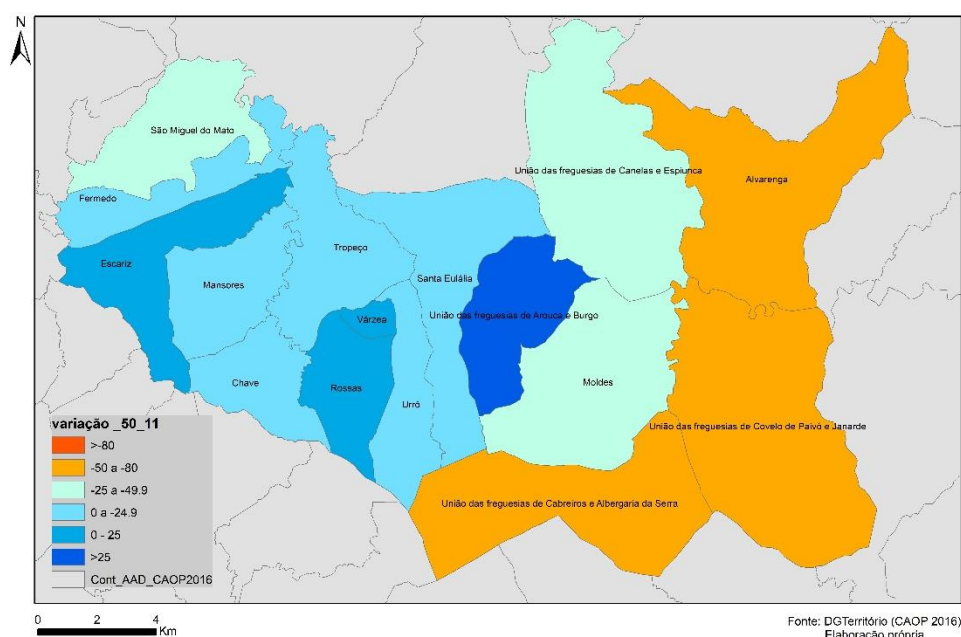 N
São Miguel do Mato
União das freguesias de Canelas e Espiunca
Alvarenga
Fermedo
Tropeço
Escariz
Santa Eulália
Mansores
União das freguesias de Arouca e Burgo
Várzea
Chave
Rossas
Moldes
Urrô
União das freguesias de Covelo de Paivó e Janarde
União das freguesias de Cabreiros e Albergaria da Serra
variação _50_11
>-80
-50 a -80
-25 a -49.9
0 a -24.9
0 - 25
>25
Cont_AAD_CAOP2016
0 2 4
Km
Fonte: DGTerritório (CAOP 2016)
Elaboração própria